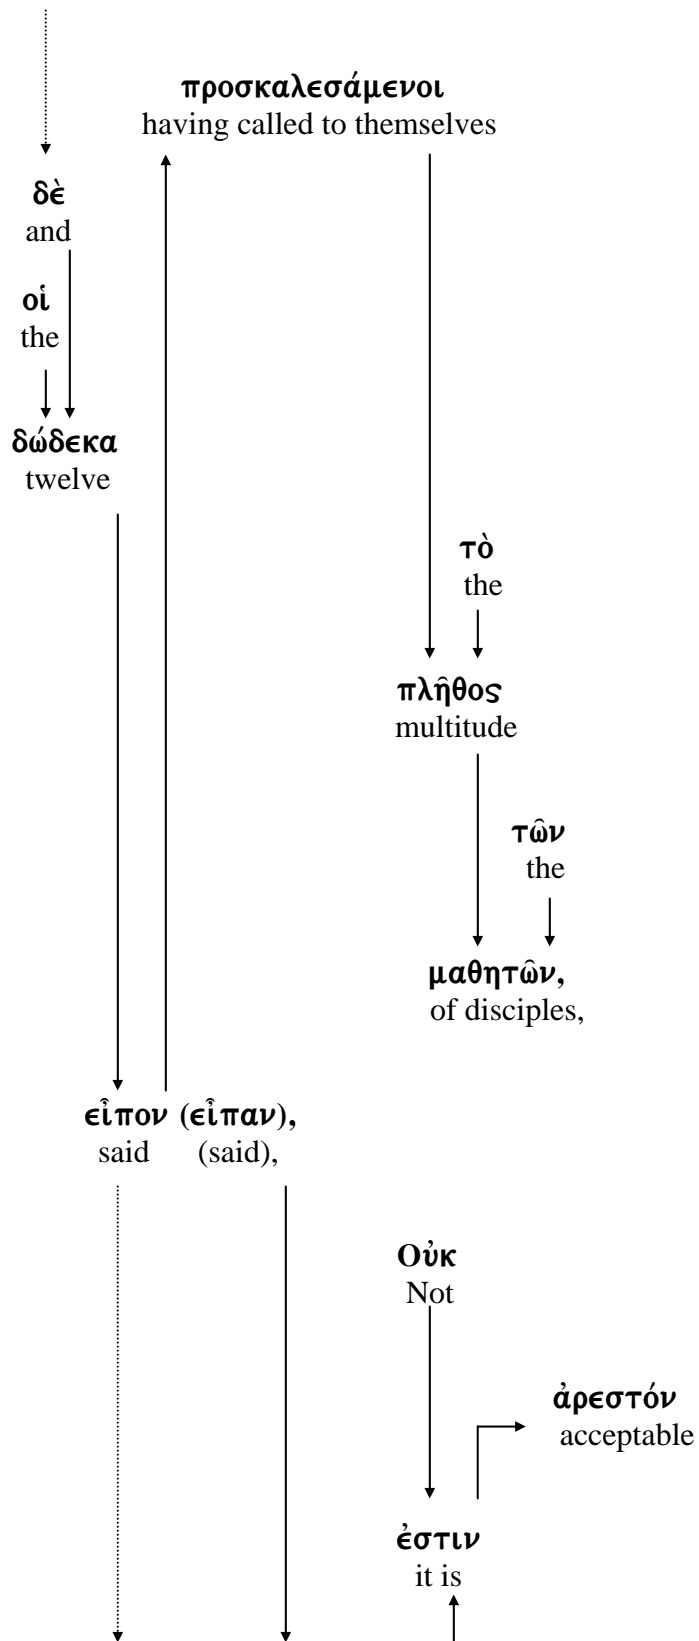 προσκαλεσάμενοι
having called to themselves
δὲ
and
οἱ
the
δώδεκα
twelve
τὸ
the
πλῆθος
multitude
τῶν
the
μαθητῶν,
of disciples,
εἶπον (εἶπαν),
said (said),
Οὐκ
Not
ἀρεστόν
acceptable
ἐστιν
it is